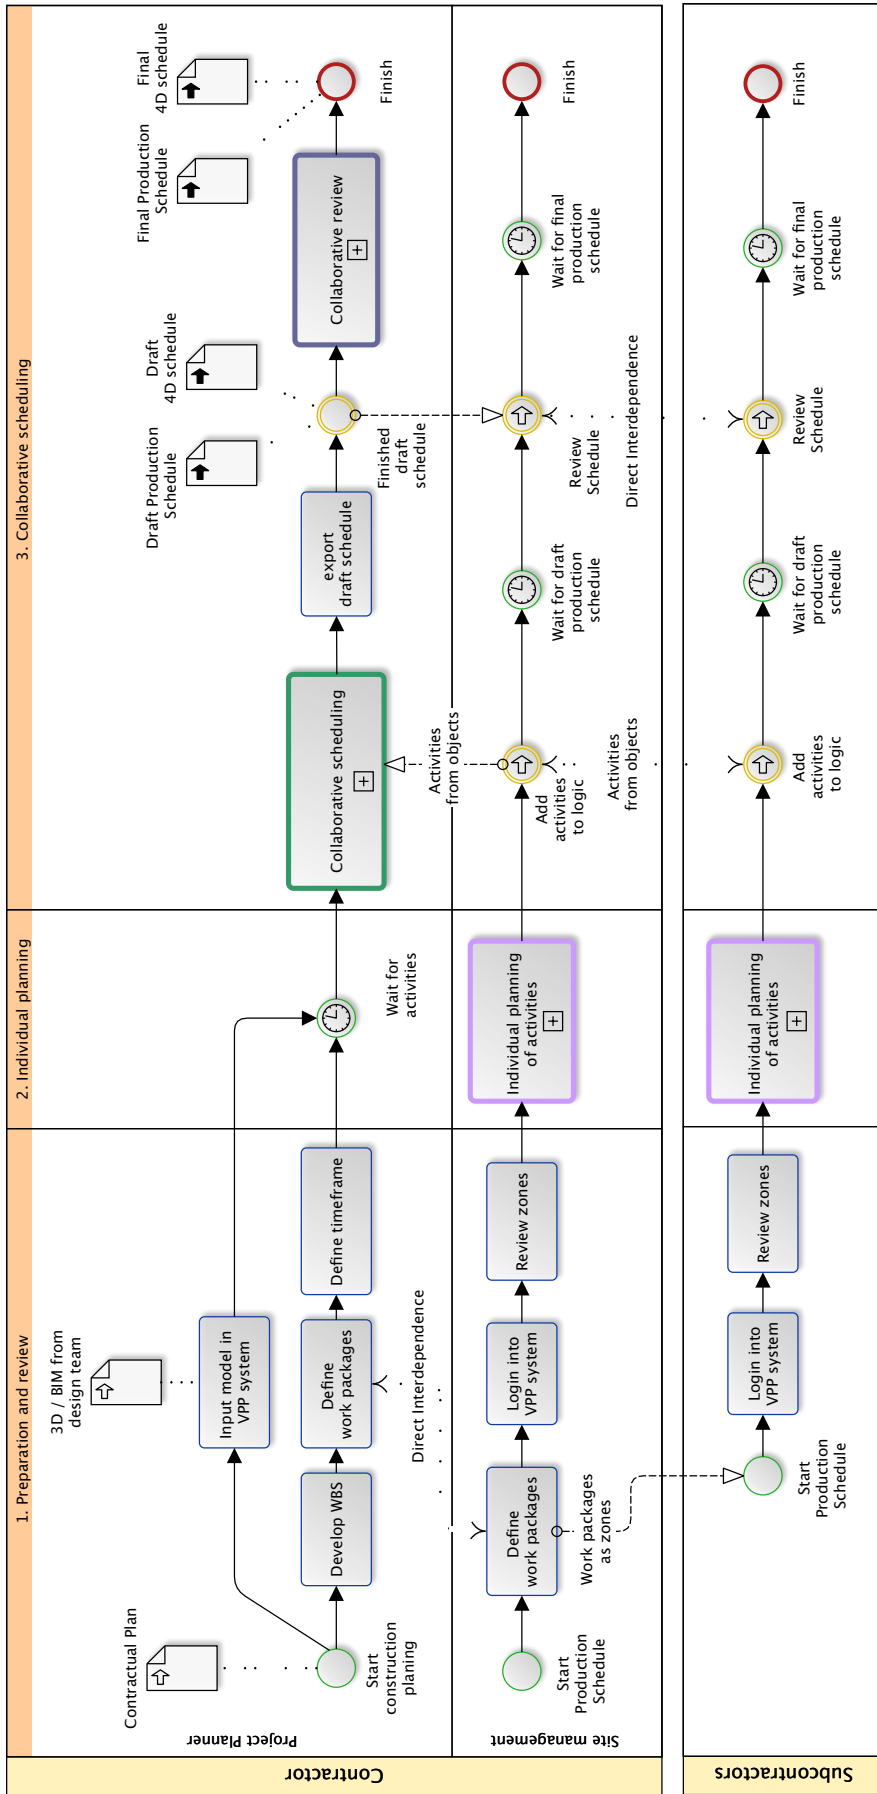 1. Preparation and review
2. Individual planning
3. Collaborative scheduling
Contractor
Project Planner
Contractual Plan
3D / BIM from
design team
Start
construction
planing
Input model in
VPP system
Develop WBS
Define
work packages
Define timeframe
Direct Interdependence
Wait for
activities
Collaborative scheduling
Activities
from objects
export
draft schedule
Draft Production
Schedule
Draft
4D schedule
Finished
draft
schedule
Collaborative review
Final Production
Schedule
Final
4D schedule
Finish
Site management
Start
Production
Schedule
Define
work packages
Work packages
as zones
Login into
VPP system
Review zones
Individual planning
of activities
Add
activities
to logic
Activities
from objects
Wait for draft
production
schedule
Review
Schedule
Direct Interdependence
Wait for final
production
schedule
Finish
Subcontractors
Start
Production
Schedule
Login into
VPP system
Review zones
Individual planning
of activities
Add
activities
to logic
Wait for draft
production
schedule
Review
Schedule
Wait for final
production
schedule
Finish